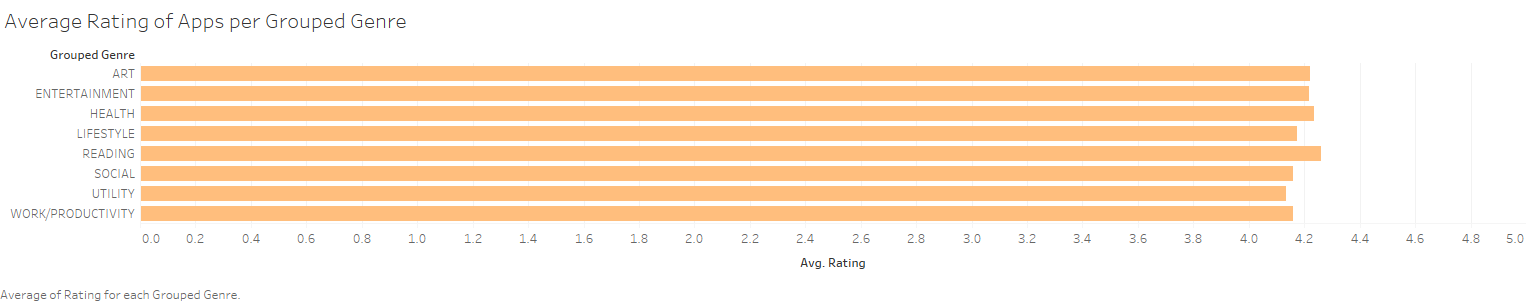 Average Rating of Apps per Grouped Genre
Grouped Genre
ART
ENTERTAINMENT
HEALTH
LIFESTYLE
READING
SOCIAL
UTILITY
WORK/PRODUCTIVITY
0.0 0.2 0.4 0.6 0.8 1.0 1.2 1.4 1.6 1.8 2.0 2.2 2.4 2.6 2.8 3.0 3.2 3.4 3.6 3.8 4.0 4.2 4.4 4.6 4.8 5.0
Avg. Rating
Average of Rating for each Grouped Genre.